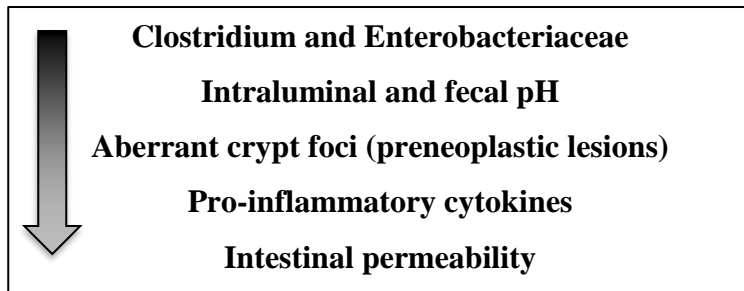 Clostridium and Enterobacteriaceae
Intraluminal and fecal pH
Aberrant crypt foci (preneoplastic lesions)
Pro-inflammatory cytokines
Intestinal permeability